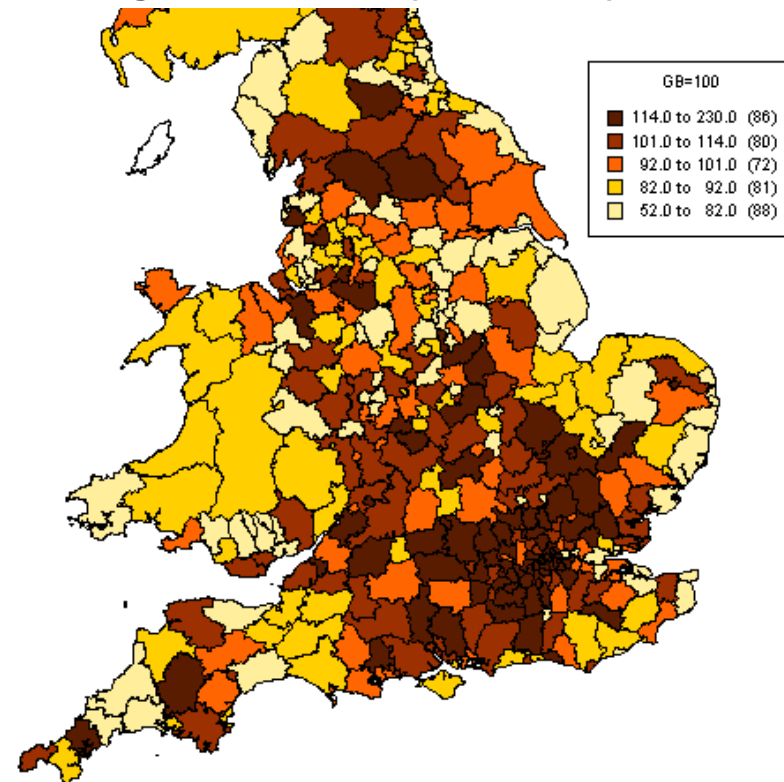 GB=100
114.0 to 230.0 (86)
101.0 to 114.0 (80)
92.0 to 101.0 (72)
82.0 to 92.0 (81)
52.0 to 82.0 (88)